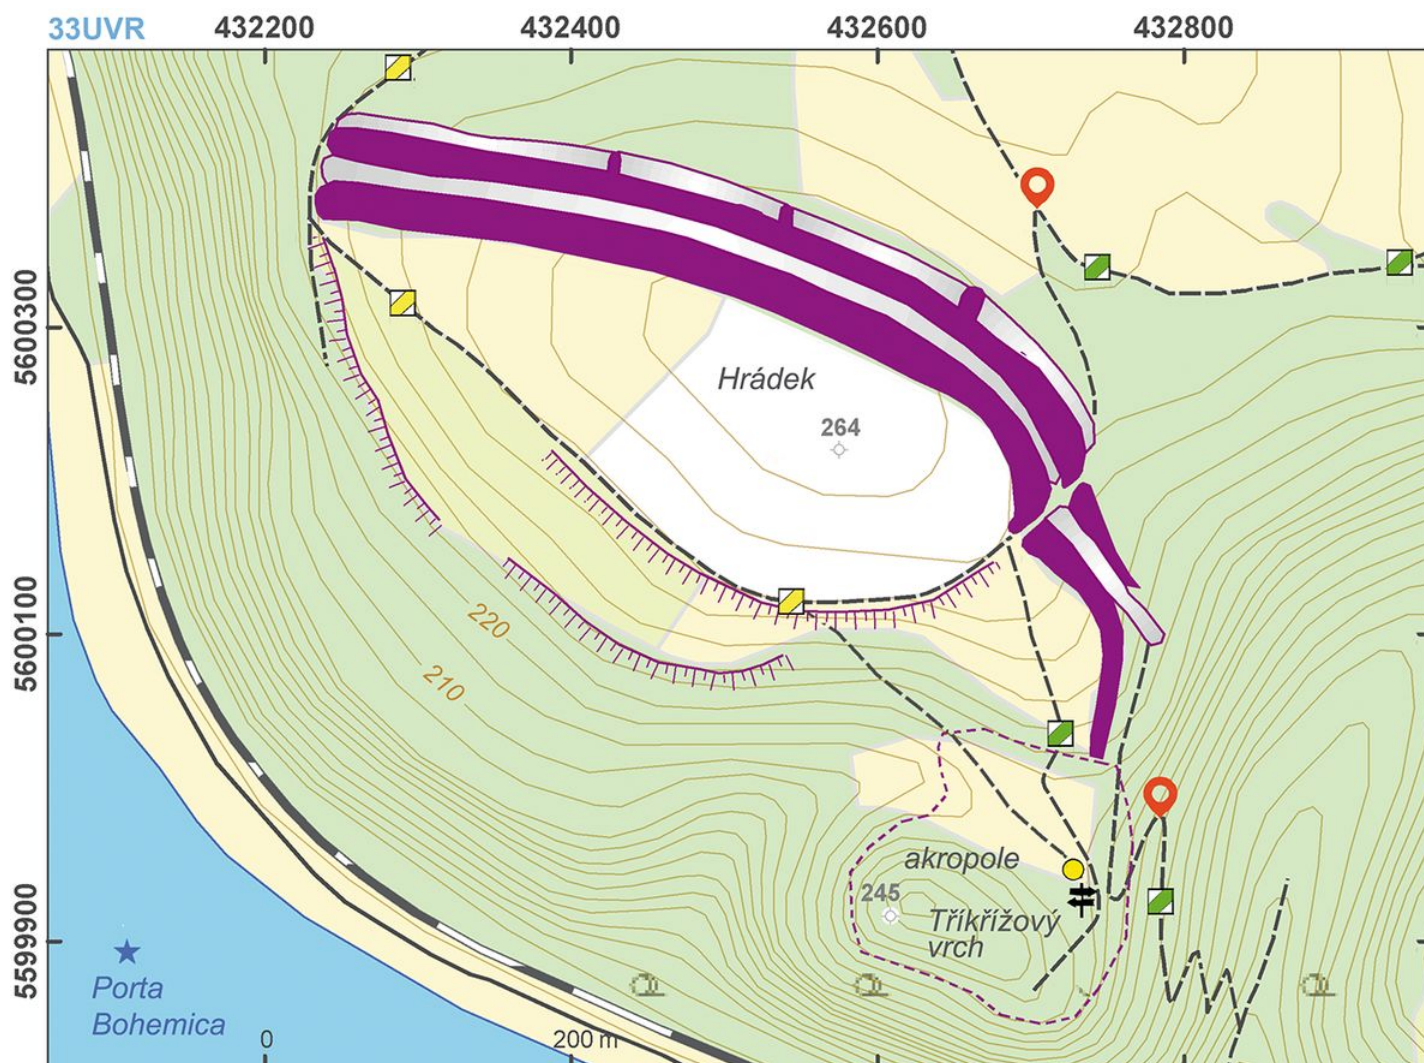 33UVR 432200 432400 432600 432800
5600300
Hrádek
264
5600100
220
210
akropole
245
Tříkřížový
vrch
5599900
Porta
Bohemica
0 200 m